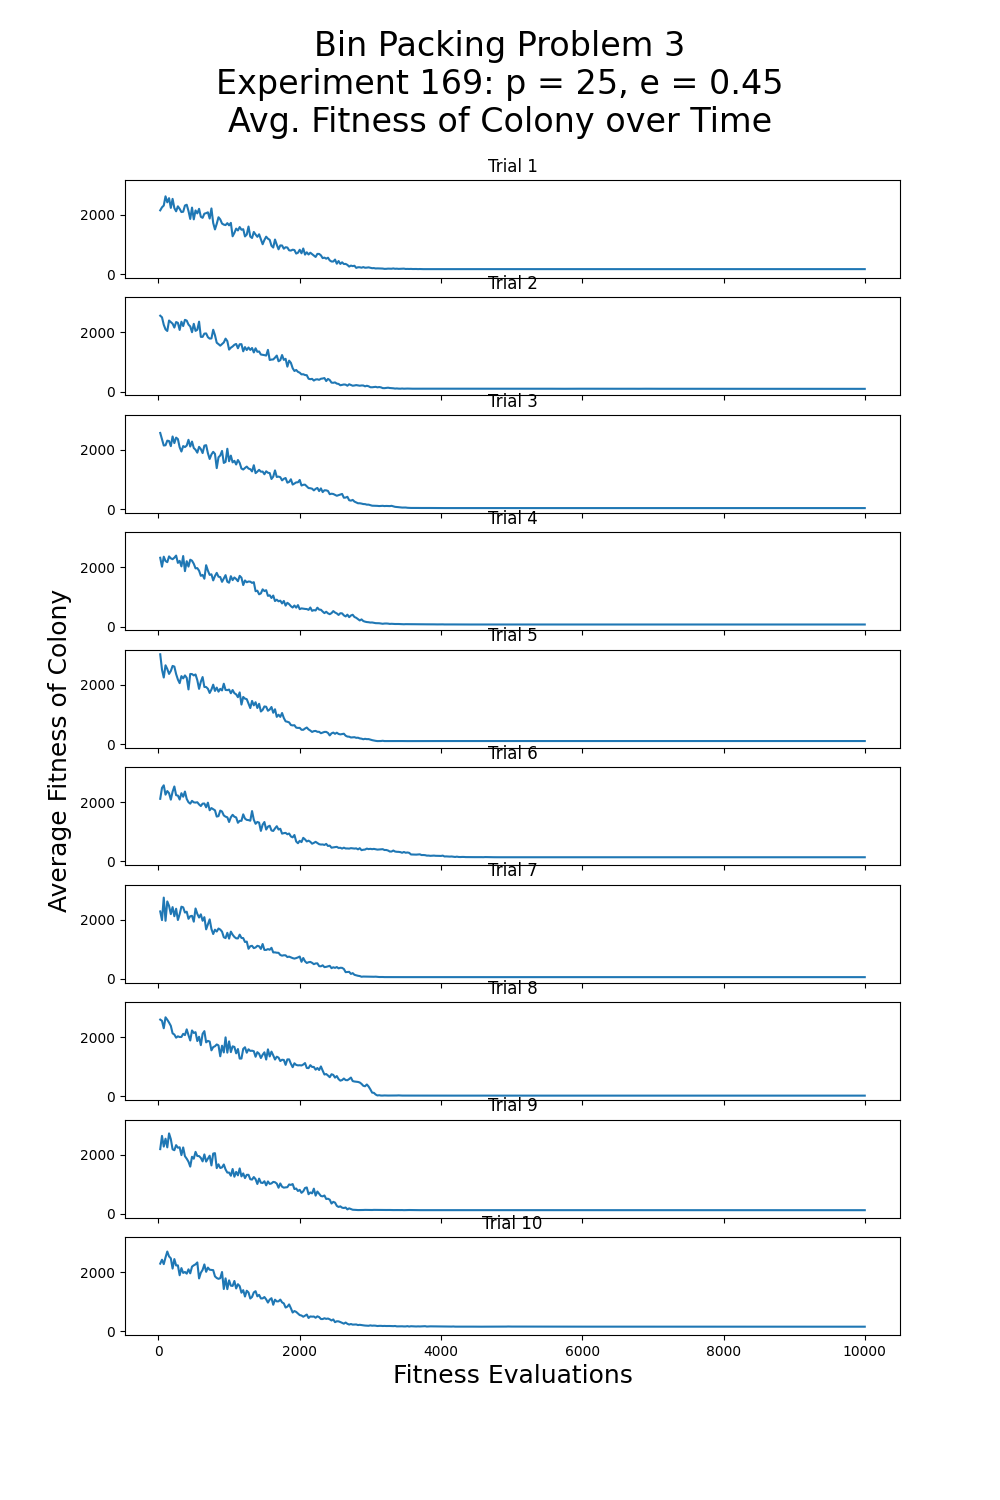 Bin Packing Problem 3
Experiment 169: p = 25, e = 0.45
Avg. Fitness of Colony over Time
Trial 1
2000
0
Trial 2
2000
0
Trial 3
2000
0
Trial 4
2000
0
Trial 5
2000
0
Trial 6
2000
0
Trial 7
2000
0
Trial 8
2000
0
Trial 9
2000
0
Trial 10
2000
0
0 2000 4000 6000 8000 10000
Fitness Evaluations
Average Fitness of Colony